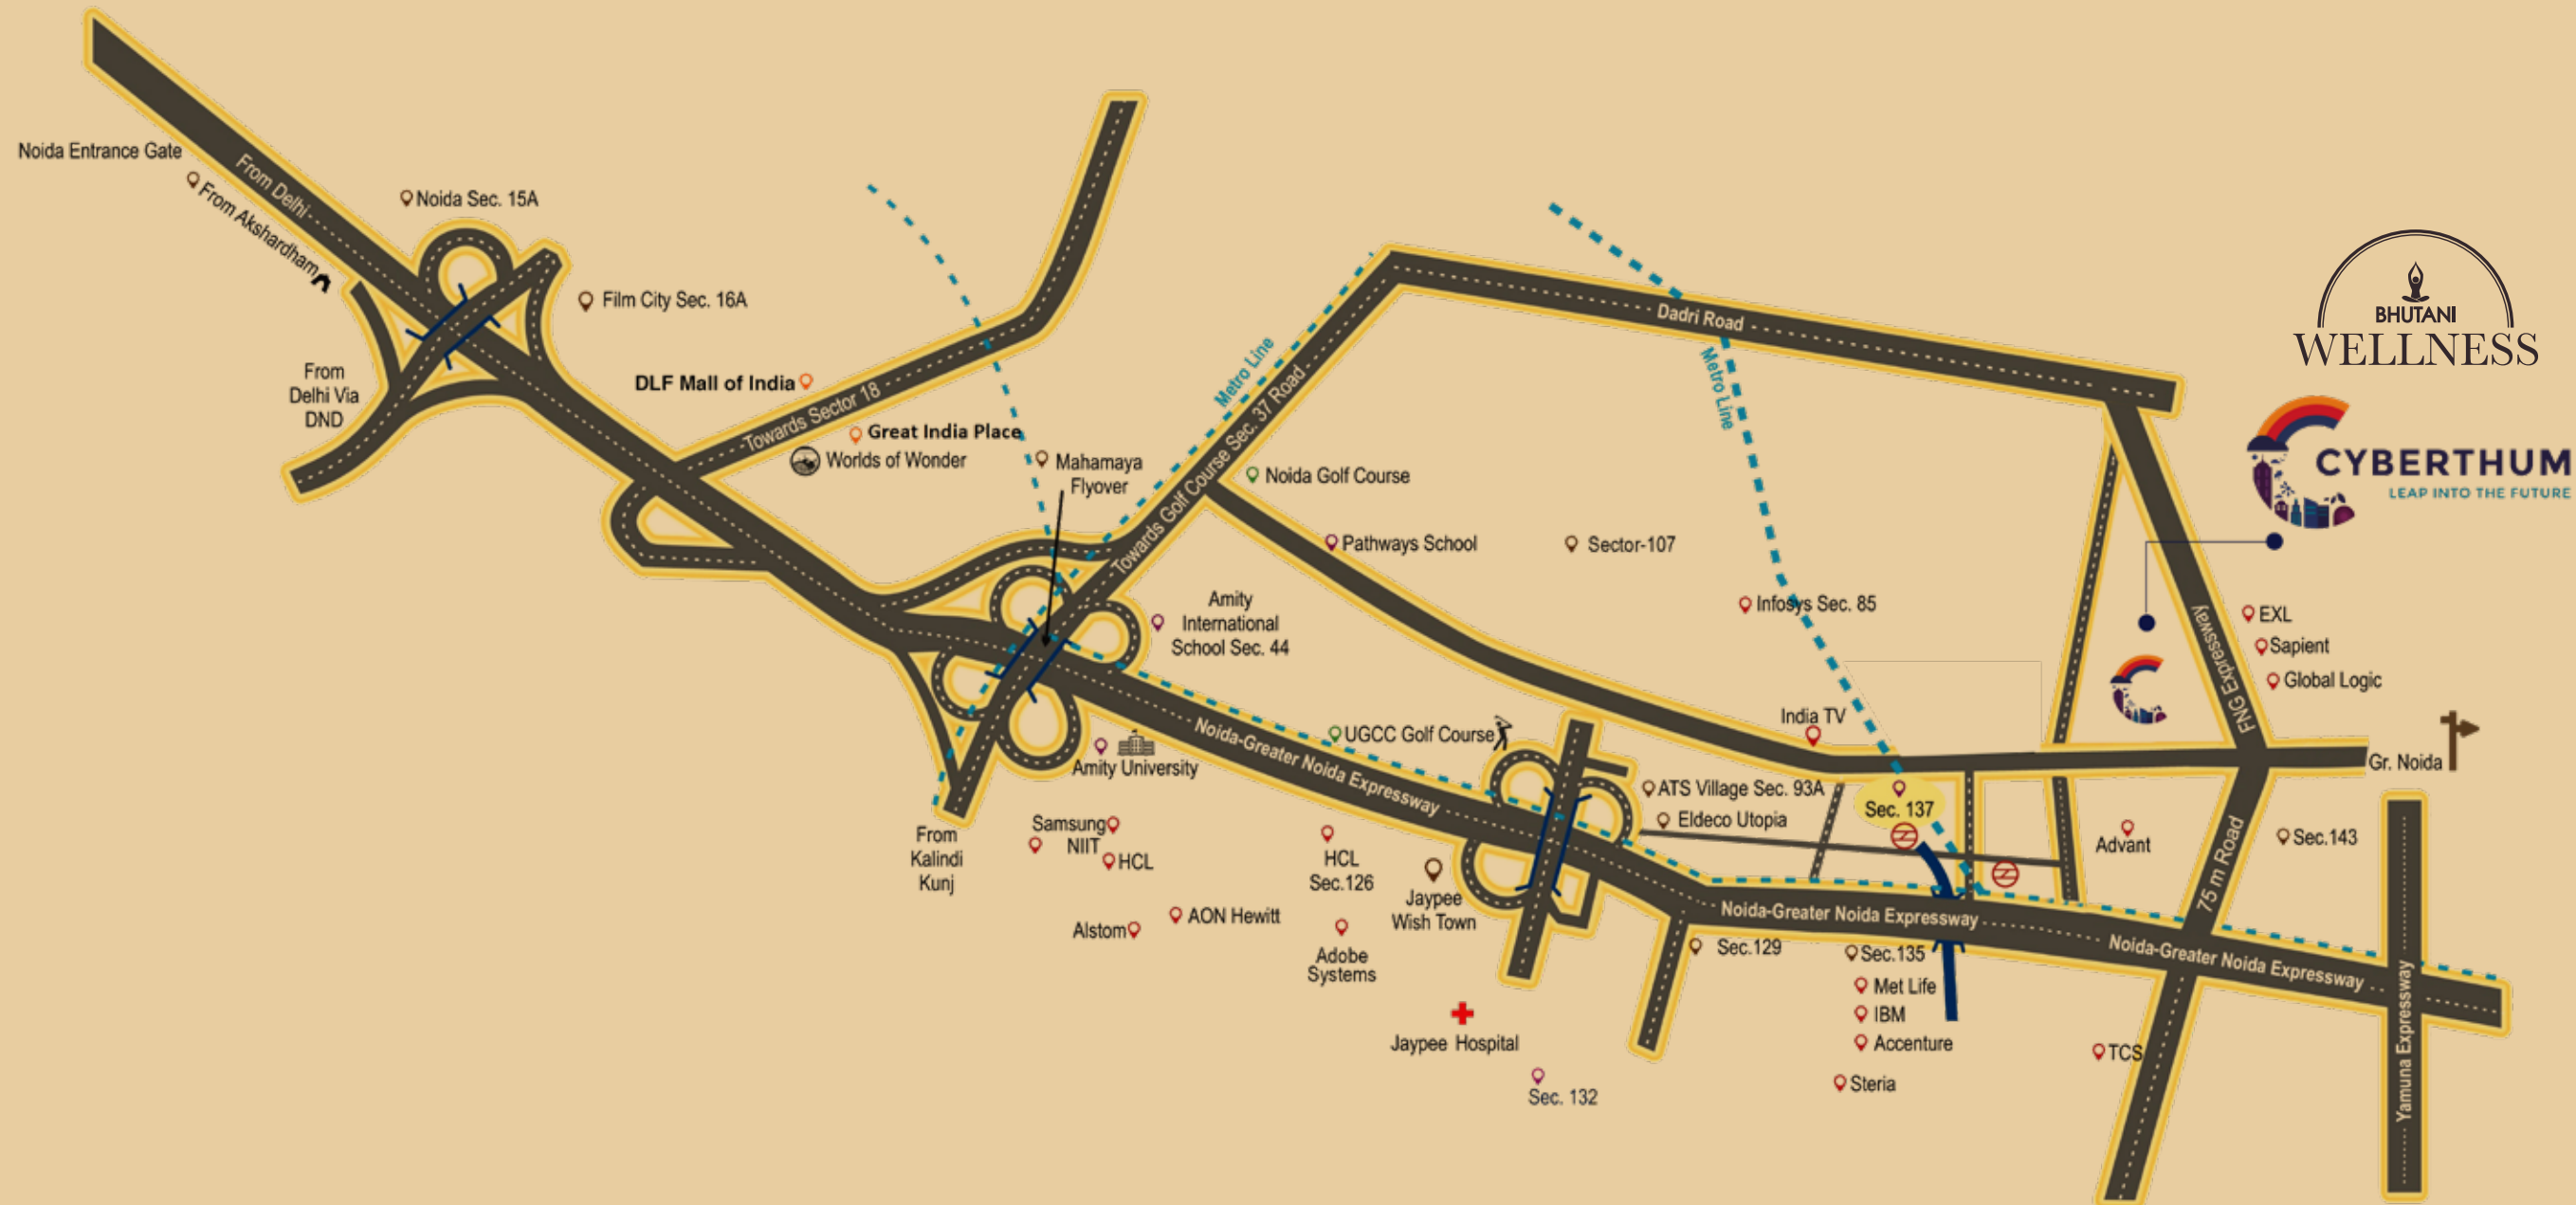 Noida Entrance Gate
From Delhi
From Akshardham
Noida Sec. 15A
Film City Sec. 16A
From
Delhi Via
DND
DLF Mall of India
Towards Sector 18
Great India Place
Worlds of Wonder
Mahamaya
Flyover
Metro Line
Towards Golf Course Sec. 37 Road
Dadri Road
Metro Line
BHUTANI
WELLNESS
CYBERTHUM
LEAP INTO THE FUTURE
Noida Golf Course
Pathways School
Sector-107
Amity
International
School Sec. 44
Infosys Sec. 85
FNG Expressway
EXL
Sapient
Global Logic
India TV
UGCC Golf Course
Noida-Greater Noida Expressway
Amity University
Gr. Noida
ATS Village Sec. 93A
Eldeco Utopia
Sec. 137
Advant
75 m Road
Sec.143
From
Kalindi
Kunj
Samsung
NIIT
HCL
HCL
Sec.126
Jaypee
Wish Town
Alstom
AON Hewitt
Adobe
Systems
Noida-Greater Noida Expressway
Noida-Greater Noida Expressway
Sec.129
Sec.135
Met Life
IBM
Accenture
Steria
Jaypee Hospital
Sec. 132
TCS
Yamuna Expressway